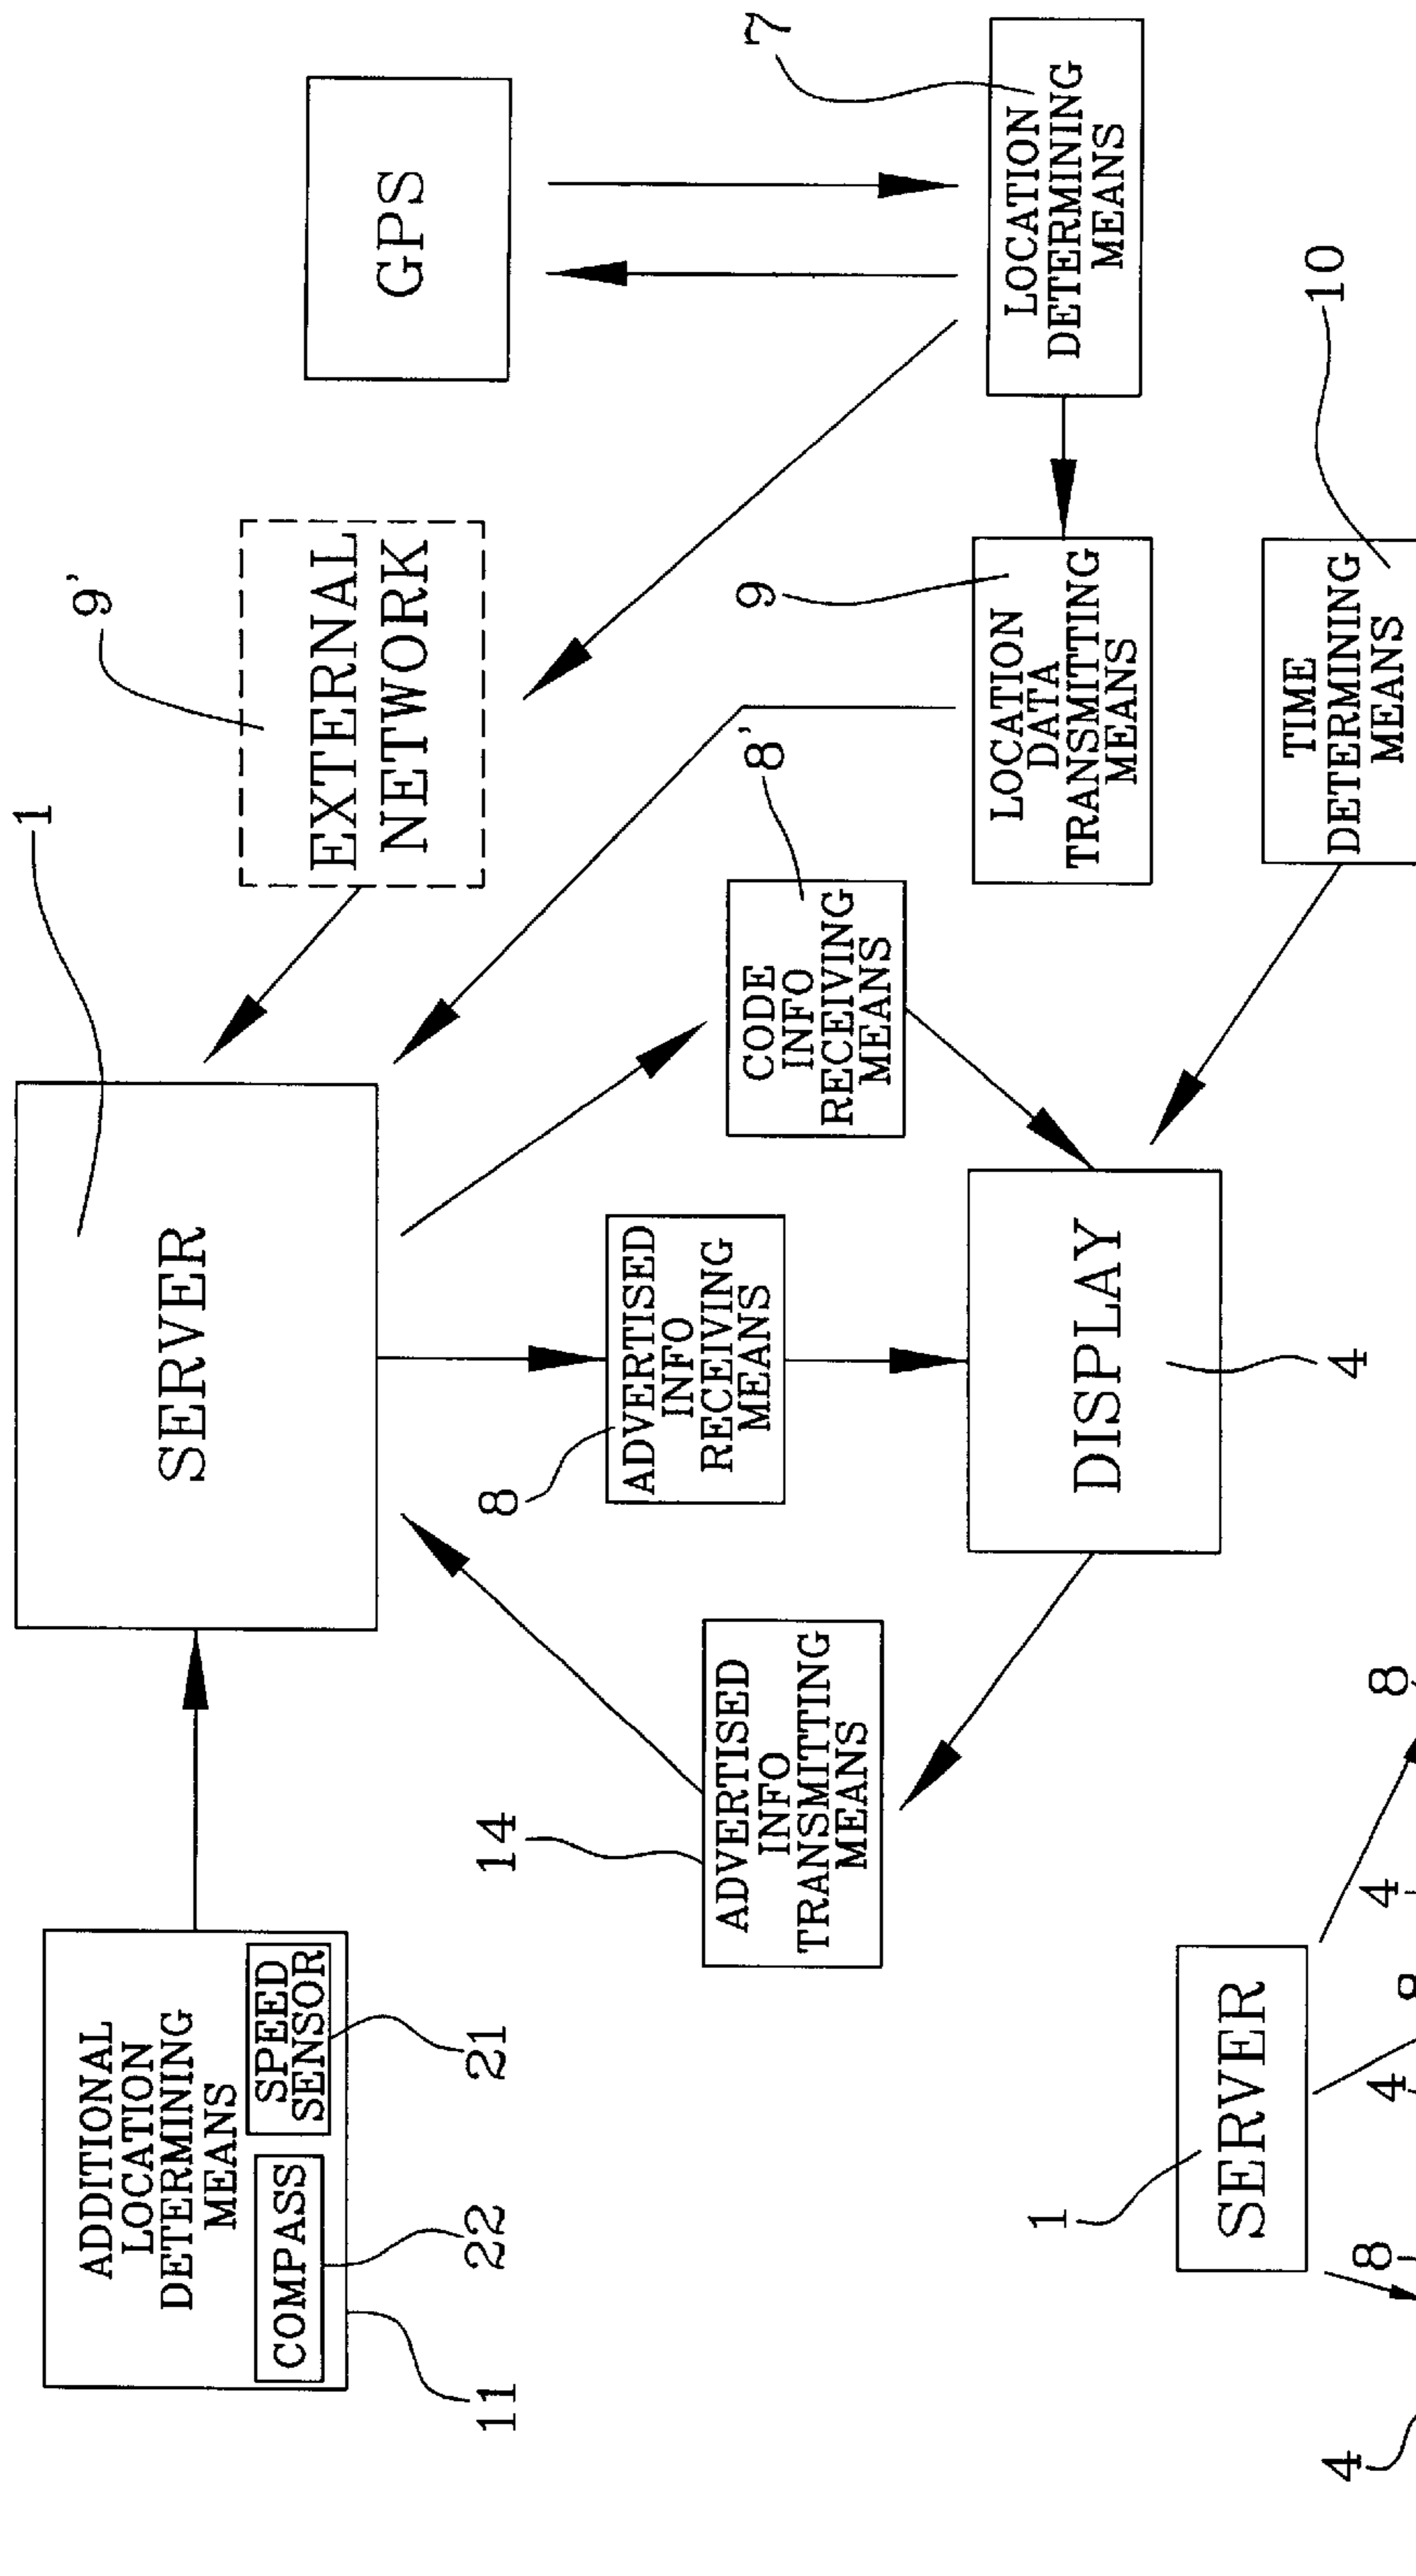 ADDITIONAL
LOCATION
DETERMINING
MEANS
COMPASS
SPEED
SENSOR
11
22
21
SERVER
1
EXTERNAL
NETWORK
9'
GPS
7
LOCATION
DETERMINING
MEANS
14
ADVERTISED
INFO
TRANSMITTING
MEANS
8
ADVERTISED
INFO
RECEIVING
MEANS
8'
CODE
INFO
RECEIVING
MEANS
9
LOCATION
DATA
TRANSMITTING
MEANS
DISPLAY
4
TIME
DETERMINING
MEANS
10
1
SERVER
8
4
8
4
8
4